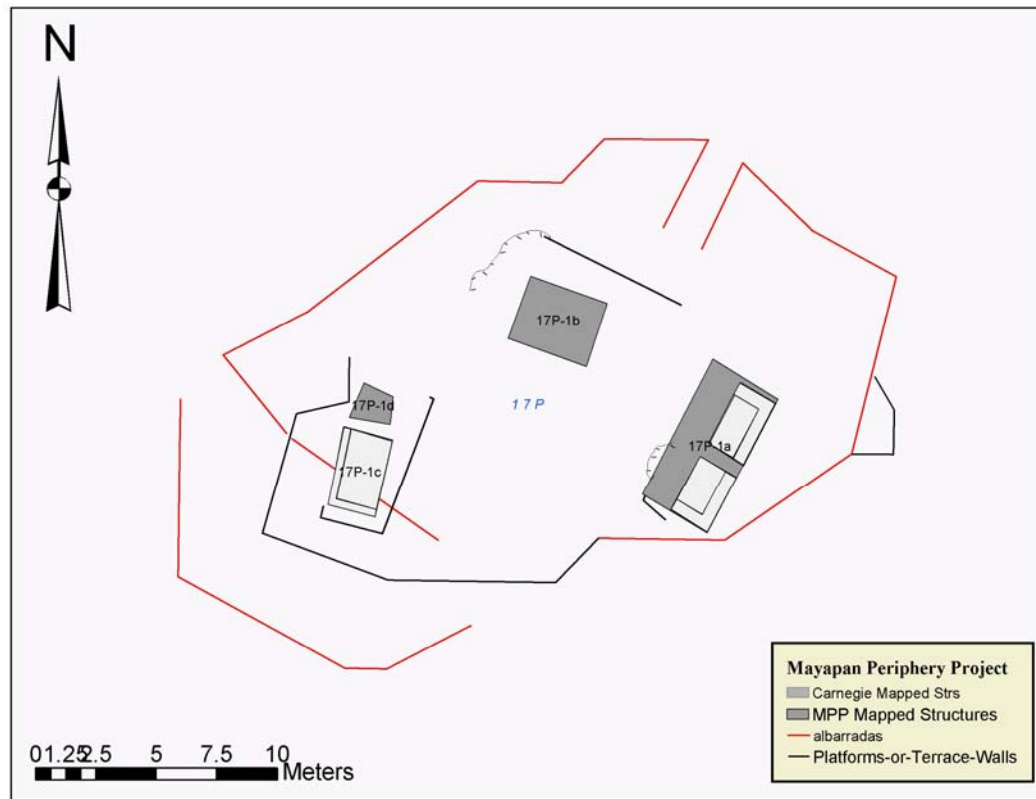 N
17P-1b
17P-1d
17 P
17P-1a
17P-1c
Mayapan Periphery Project
Carnegie Mapped Strs
MPP Mapped Structures
albarradas
Platforms-or-Terrace-Walls
01.252.5 5 7.5 10
Meters